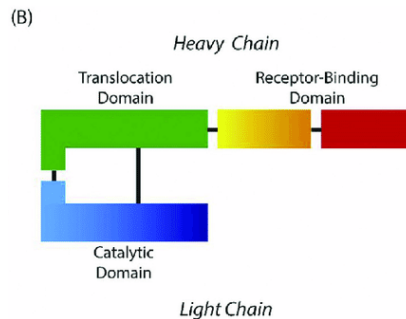 (B)
Heavy Chain
Translocation
Domain
Receptor-Binding
Domain
Catalytic
Domain
Light Chain